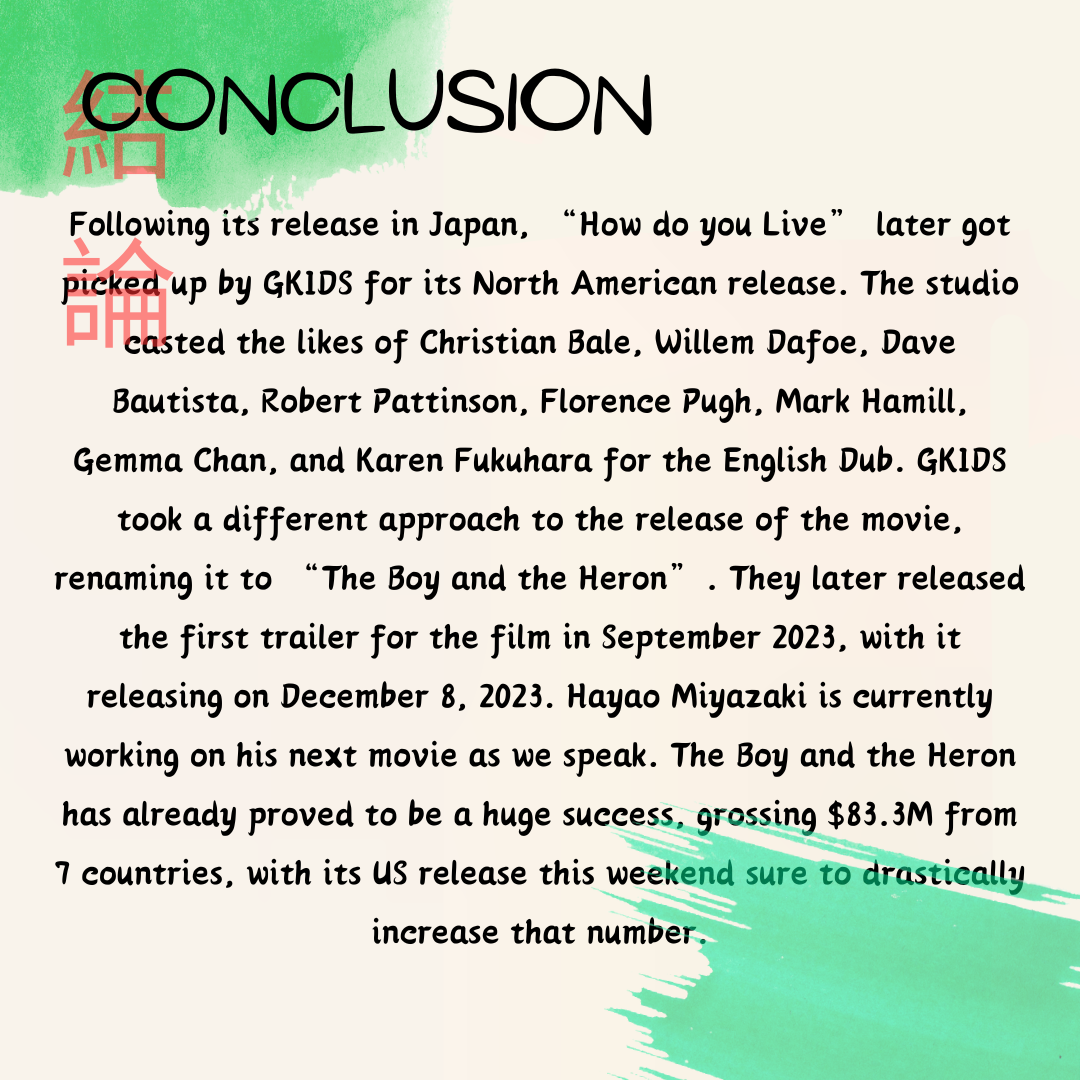 CONCLUSION
結
論
Following its release in Japan, “How do you Live” later got
picked up by GKIDS for its North American release. The studio
casted the likes of Christian Bale, Willem Dafoe, Dave
Bautista, Robert Pattinson, Florence Pugh, Mark Hamill,
Gemma Chan, and Karen Fukuhara for the English Dub. GKIDS
took a different approach to the release of the movie,
renaming it to “The Boy and the Heron”. They later released
the first trailer for the film in September 2023, with it
releasing on December 8, 2023. Hayao Miyazaki is currently
working on his next movie as we speak. The Boy and the Heron
has already proved to be a huge success, grossing $83.3M from
7 countries, with its US release this weekend sure to drastically
increase that number.